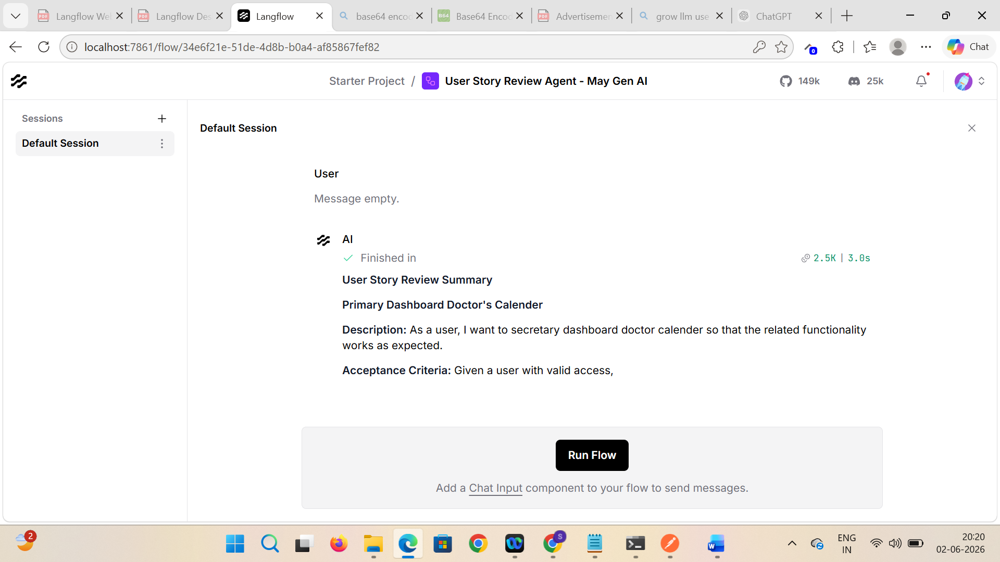 Langflow We
Langflow Des
Langflow
base64 encod
B64
Base64 Encod
Advertisemen
grow llm use
ChatGPT
localhost:7861/flow/34e6f21e-51de-4d8b-b0a4-af85867fef82
0
Chat
Starter Project / User Story Review Agent - May Gen AI
149k
25k
Sessions
Default Session
Default Session
User
Message empty.
AI
Finished in
2.5K | 3.0s
User Story Review Summary
Primary Dashboard Doctor's Calender
Description: As a user, I want to secretary dashboard doctor calender so that the related functionality
works as expected.
Acceptance Criteria: Given a user with valid access,
Run Flow
Add a Chat Input component to your flow to send messages.
2
S
ENG
IN
20:20
02-06-2026